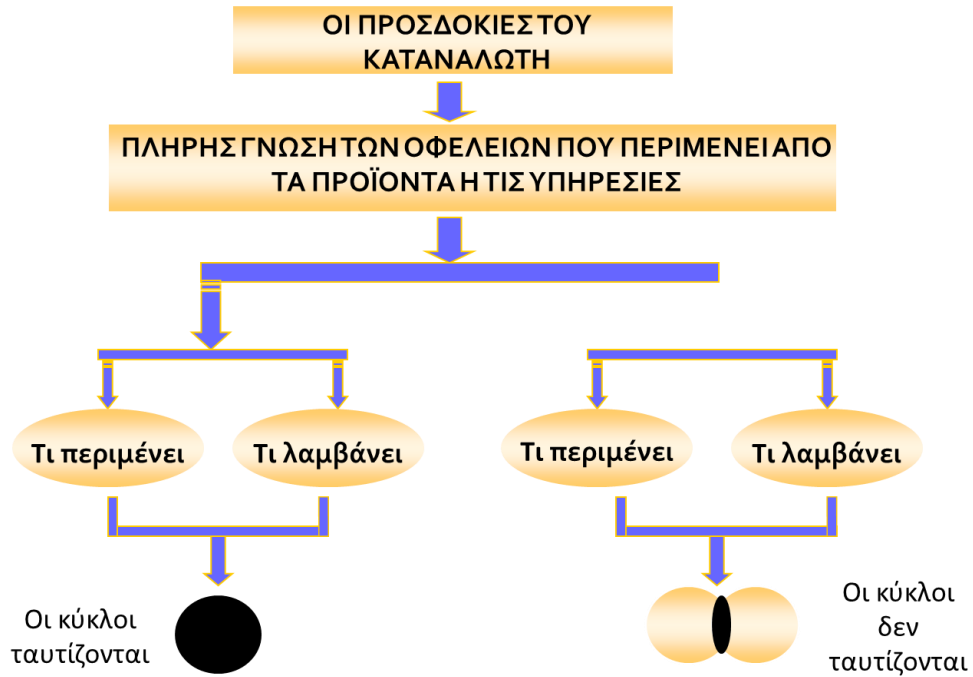 ΟΙ ΠΡΟΣΔΟΚΙΕΣ ΤΟΥ
ΚΑΤΑΝΑΛΩΤΗ
ΠΛΗΡΗΣ ΓΝΩΣΗ ΤΩΝ ΟΦΕΛΕΙΩΝ ΠΟΥ ΠΕΡΙΜΕΝΕΙ ΑΠΟ
ΤΑ ΠΡΟΪΟΝΤΑ Η ΤΙΣ ΥΠΗΡΕΣΙΕΣ
Τι περιμένει
Τι λαμβάνει
Τι περιμένει
Τι λαμβάνει
Οι κύκλοι
ταυτίζονται
Οι κύκλοι
δεν
ταυτίζονται